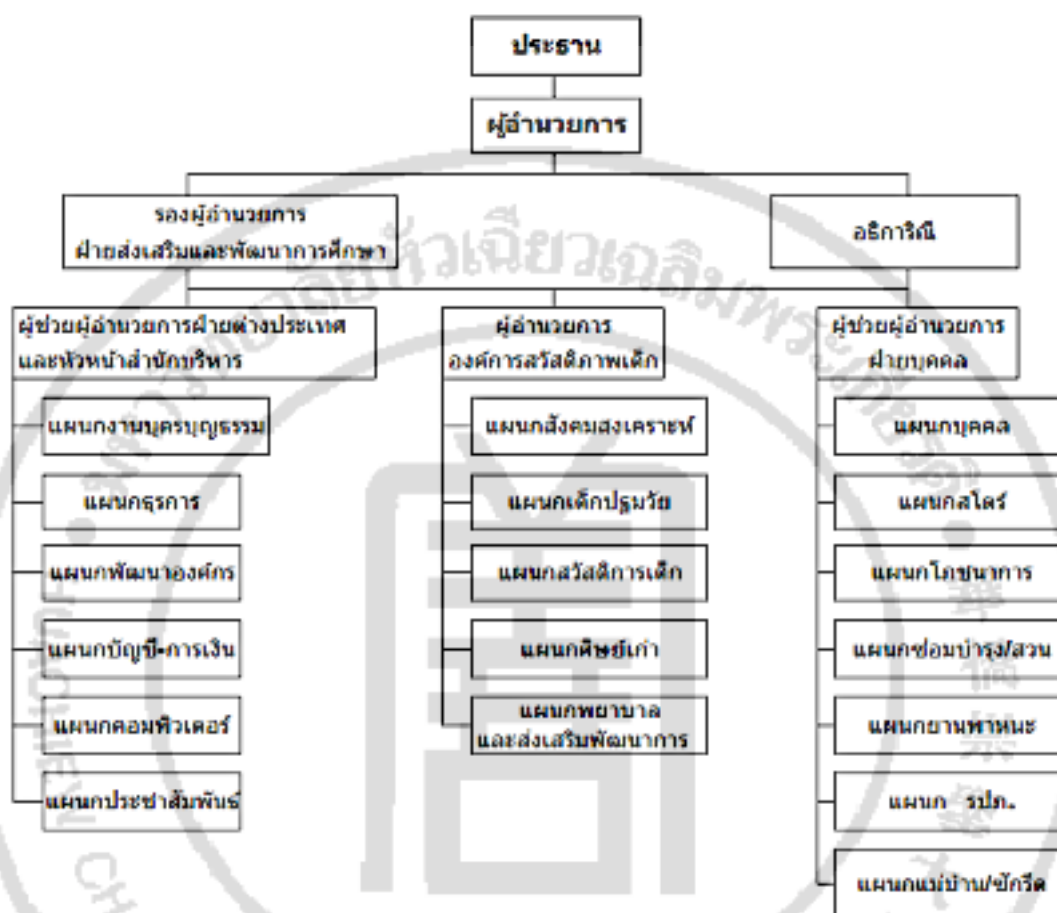 ประธาน
ผู้อำนวยการ
รองผู้อำนวยการ
ฝ่ายส่งเสริมและพัฒนาการศึกษา
อธิการิณี
ผู้ช่วยผู้อำนวยการฝ่ายต่างประเทศ
และหัวหน้าสำนักบริหาร
แผนกงานบุตรบุญธรรม
แผนกธุรการ
แผนกพัฒนาองค์กร
แผนกบัญชี-การเงิน
แผนกคอมพิวเตอร์
แผนกประชาสัมพันธ์
ผู้อำนวยการ
องค์การสวัสดิภาพเด็ก
แผนกสังคมสงเคราะห์
แผนกเด็กปฐมวัย
แผนกสวัสดิการเด็ก
แผนกศิษย์เก่า
แผนกพยาบาล
และส่งเสริมพัฒนาการ
ผู้ช่วยผู้อำนวยการ
ฝ่ายบุคคล
แผนกบุคคล
แผนกสโตร์
แผนกโภชนาการ
แผนกซ่อมบำรุง/สวน
แผนกยานพาหนะ
แผนก รปภ.
แผนกแม่บ้าน/ซักรีด